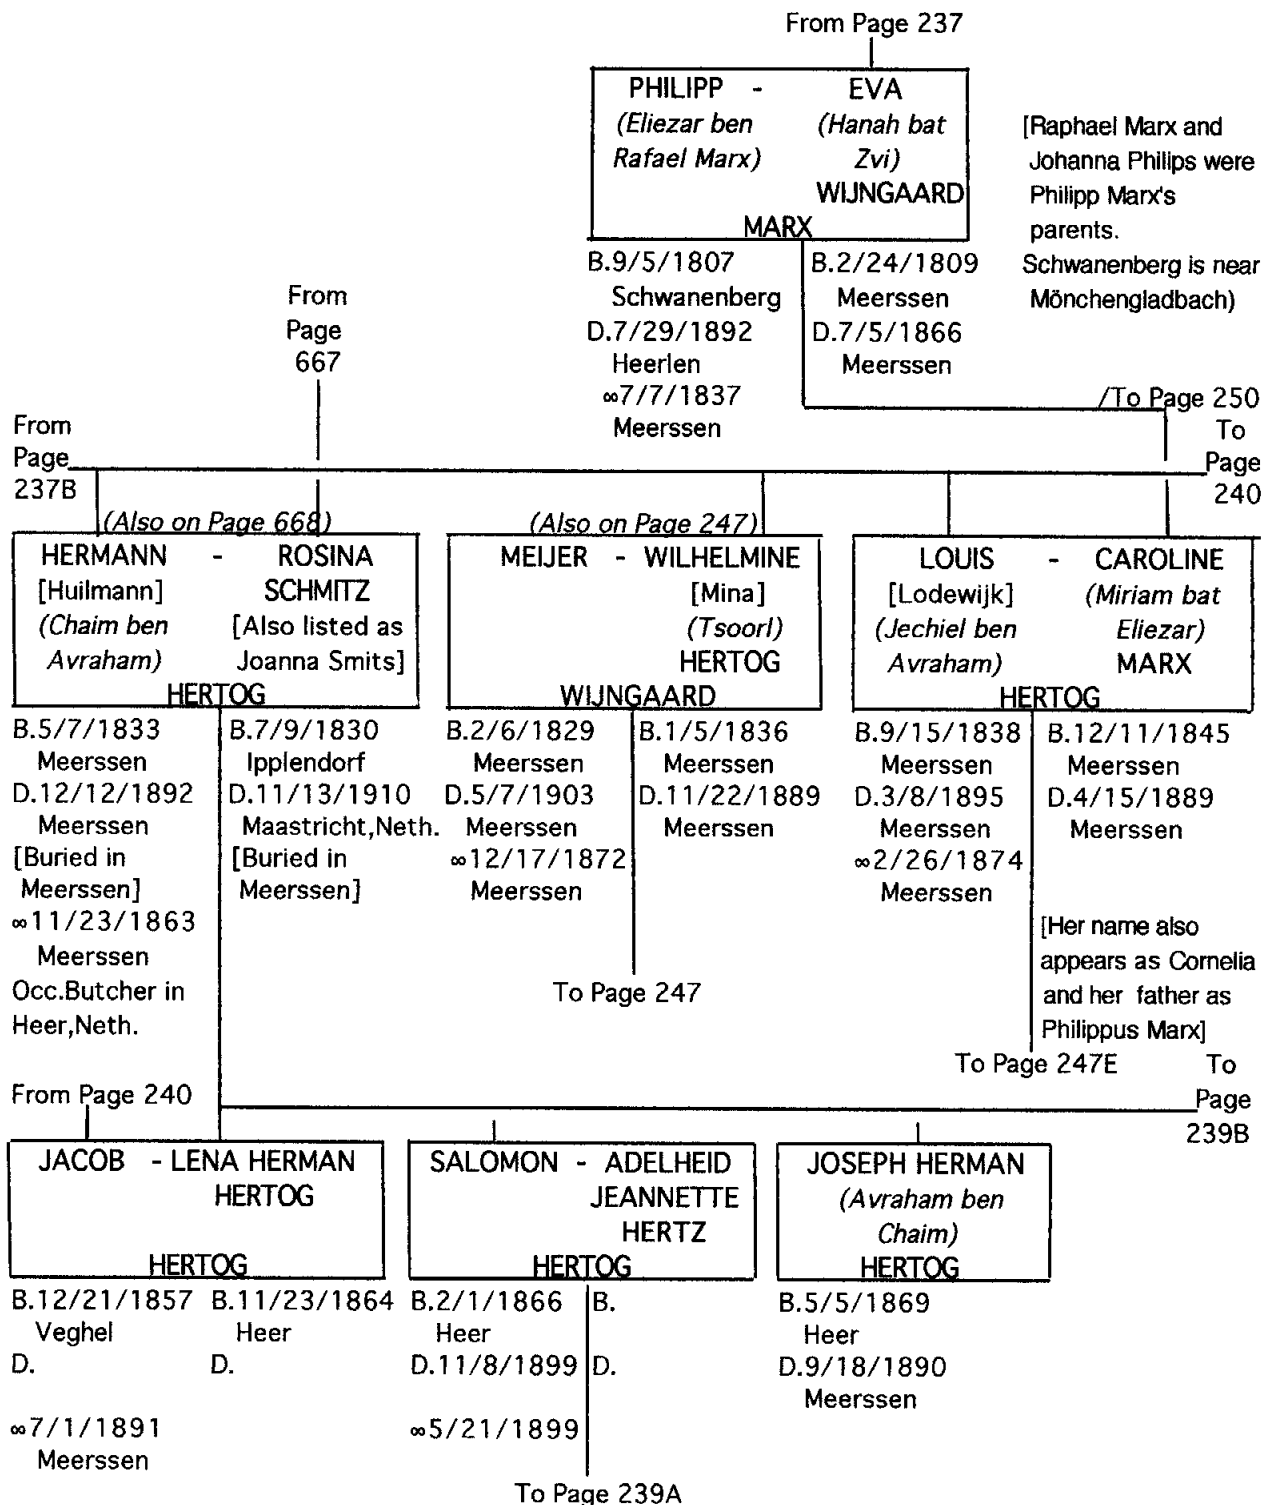 From Page 237
PHILIPP - EVA
(Eliezar ben (Hanah bat
Rafael Marx) Zvi)
WIJNGAARD
MARX
[Raphael Marx and
Johanna Philips were
Philipp Marx's
parents.
Schwanenberg is near
Mönchengladbach)
B.9/5/1807 B.2/24/1809
Schwanenberg Meerssen
D.7/29/1892 D.7/5/1866
Heerlen Meerssen
∞7/7/1837
Meerssen
From
Page
667
/To Page 250
From
Page
237B
To
Page
240
(Also on Page 668)
HERMANN - ROSINA
[Huilmann] SCHMITZ
(Chaim ben [Also listed as
Avraham) Joanna Smits]
HERTOG
B.5/7/1833 B.7/9/1830
Meerssen Ipplendorf
D.12/12/1892 D.11/13/1910
Meerssen Maastricht,Neth.
[Buried in [Buried in
Meerssen] Meerssen]
∞11/23/1863
Meerssen
Occ.Butcher in
Heer,Neth.
(Also on Page 247)
MEIJER - WILHELMINE
[Mina]
(Tsoorl)
HERTOG
WIJNGAARD
B.2/6/1829 B.1/5/1836
Meerssen Meerssen
D.5/7/1903 D.11/22/1889
Meerssen Meerssen
∞12/17/1872
Meerssen
To Page 247
LOUIS - CAROLINE
[Lodewijk] (Miriam bat
(Jechiel ben Eliezar)
Avraham) MARX
HERTOG
B.9/15/1838 B.12/11/1845
Meerssen Meerssen
D.3/8/1895 D.4/15/1889
Meerssen Meerssen
∞2/26/1874
Meerssen
[Her name also
appears as Cornelia
and her father as
Philippus Marx]
To Page 247E
To
Page
239B
From Page 240
JACOB - LENA HERMAN
HERTOG
HERTOG
B.12/21/1857 B.11/23/1864
Veghel Heer
D. D.
∞7/1/1891
Meerssen
SALOMON - ADELHEID
JEANNETTE
HERTZ
HERTOG
B.2/1/1866 B.
Heer
D.11/8/1899 D.
∞5/21/1899
To Page 239A
JOSEPH HERMAN
(Avraham ben
Chaim)
HERTOG
B.5/5/1869
Heer
D.9/18/1890
Meerssen